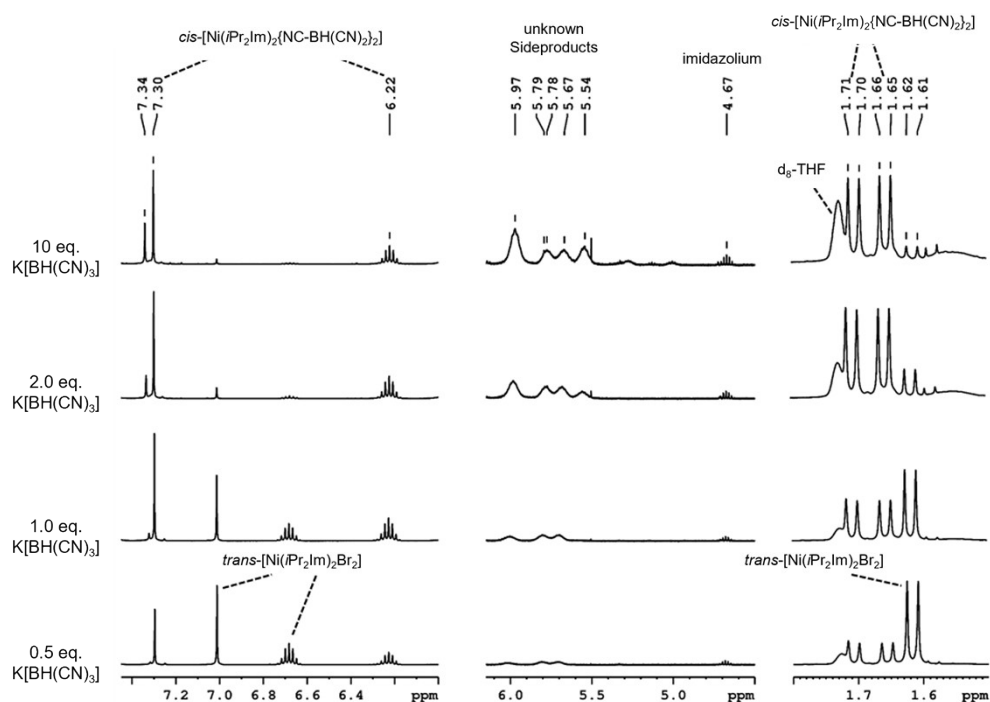 cis-[Ni(iPr₂Im)₂{NC-BH(CN)₂}₂]
unknown
Sideproducts
imidazolium
cis-[Ni(iPr₂Im)₂{NC-BH(CN)₂}₂]
7.34
7.30
6.22
5.97
5.79
5.78
5.67
5.54
4.67
1.71
1.70
1.66
1.65
1.62
1.61
d₈-THF
10 eq.
K[BH(CN)₃]
2.0 eq.
K[BH(CN)₃]
1.0 eq.
K[BH(CN)₃]
trans-[Ni(iPr₂Im)₂Br₂]
trans-[Ni(iPr₂Im)₂Br₂]
0.5 eq.
K[BH(CN)₃]
7.2 7.0 6.8 6.6 6.4 ppm
6.0 5.5 5.0 ppm
1.7 1.6 ppm